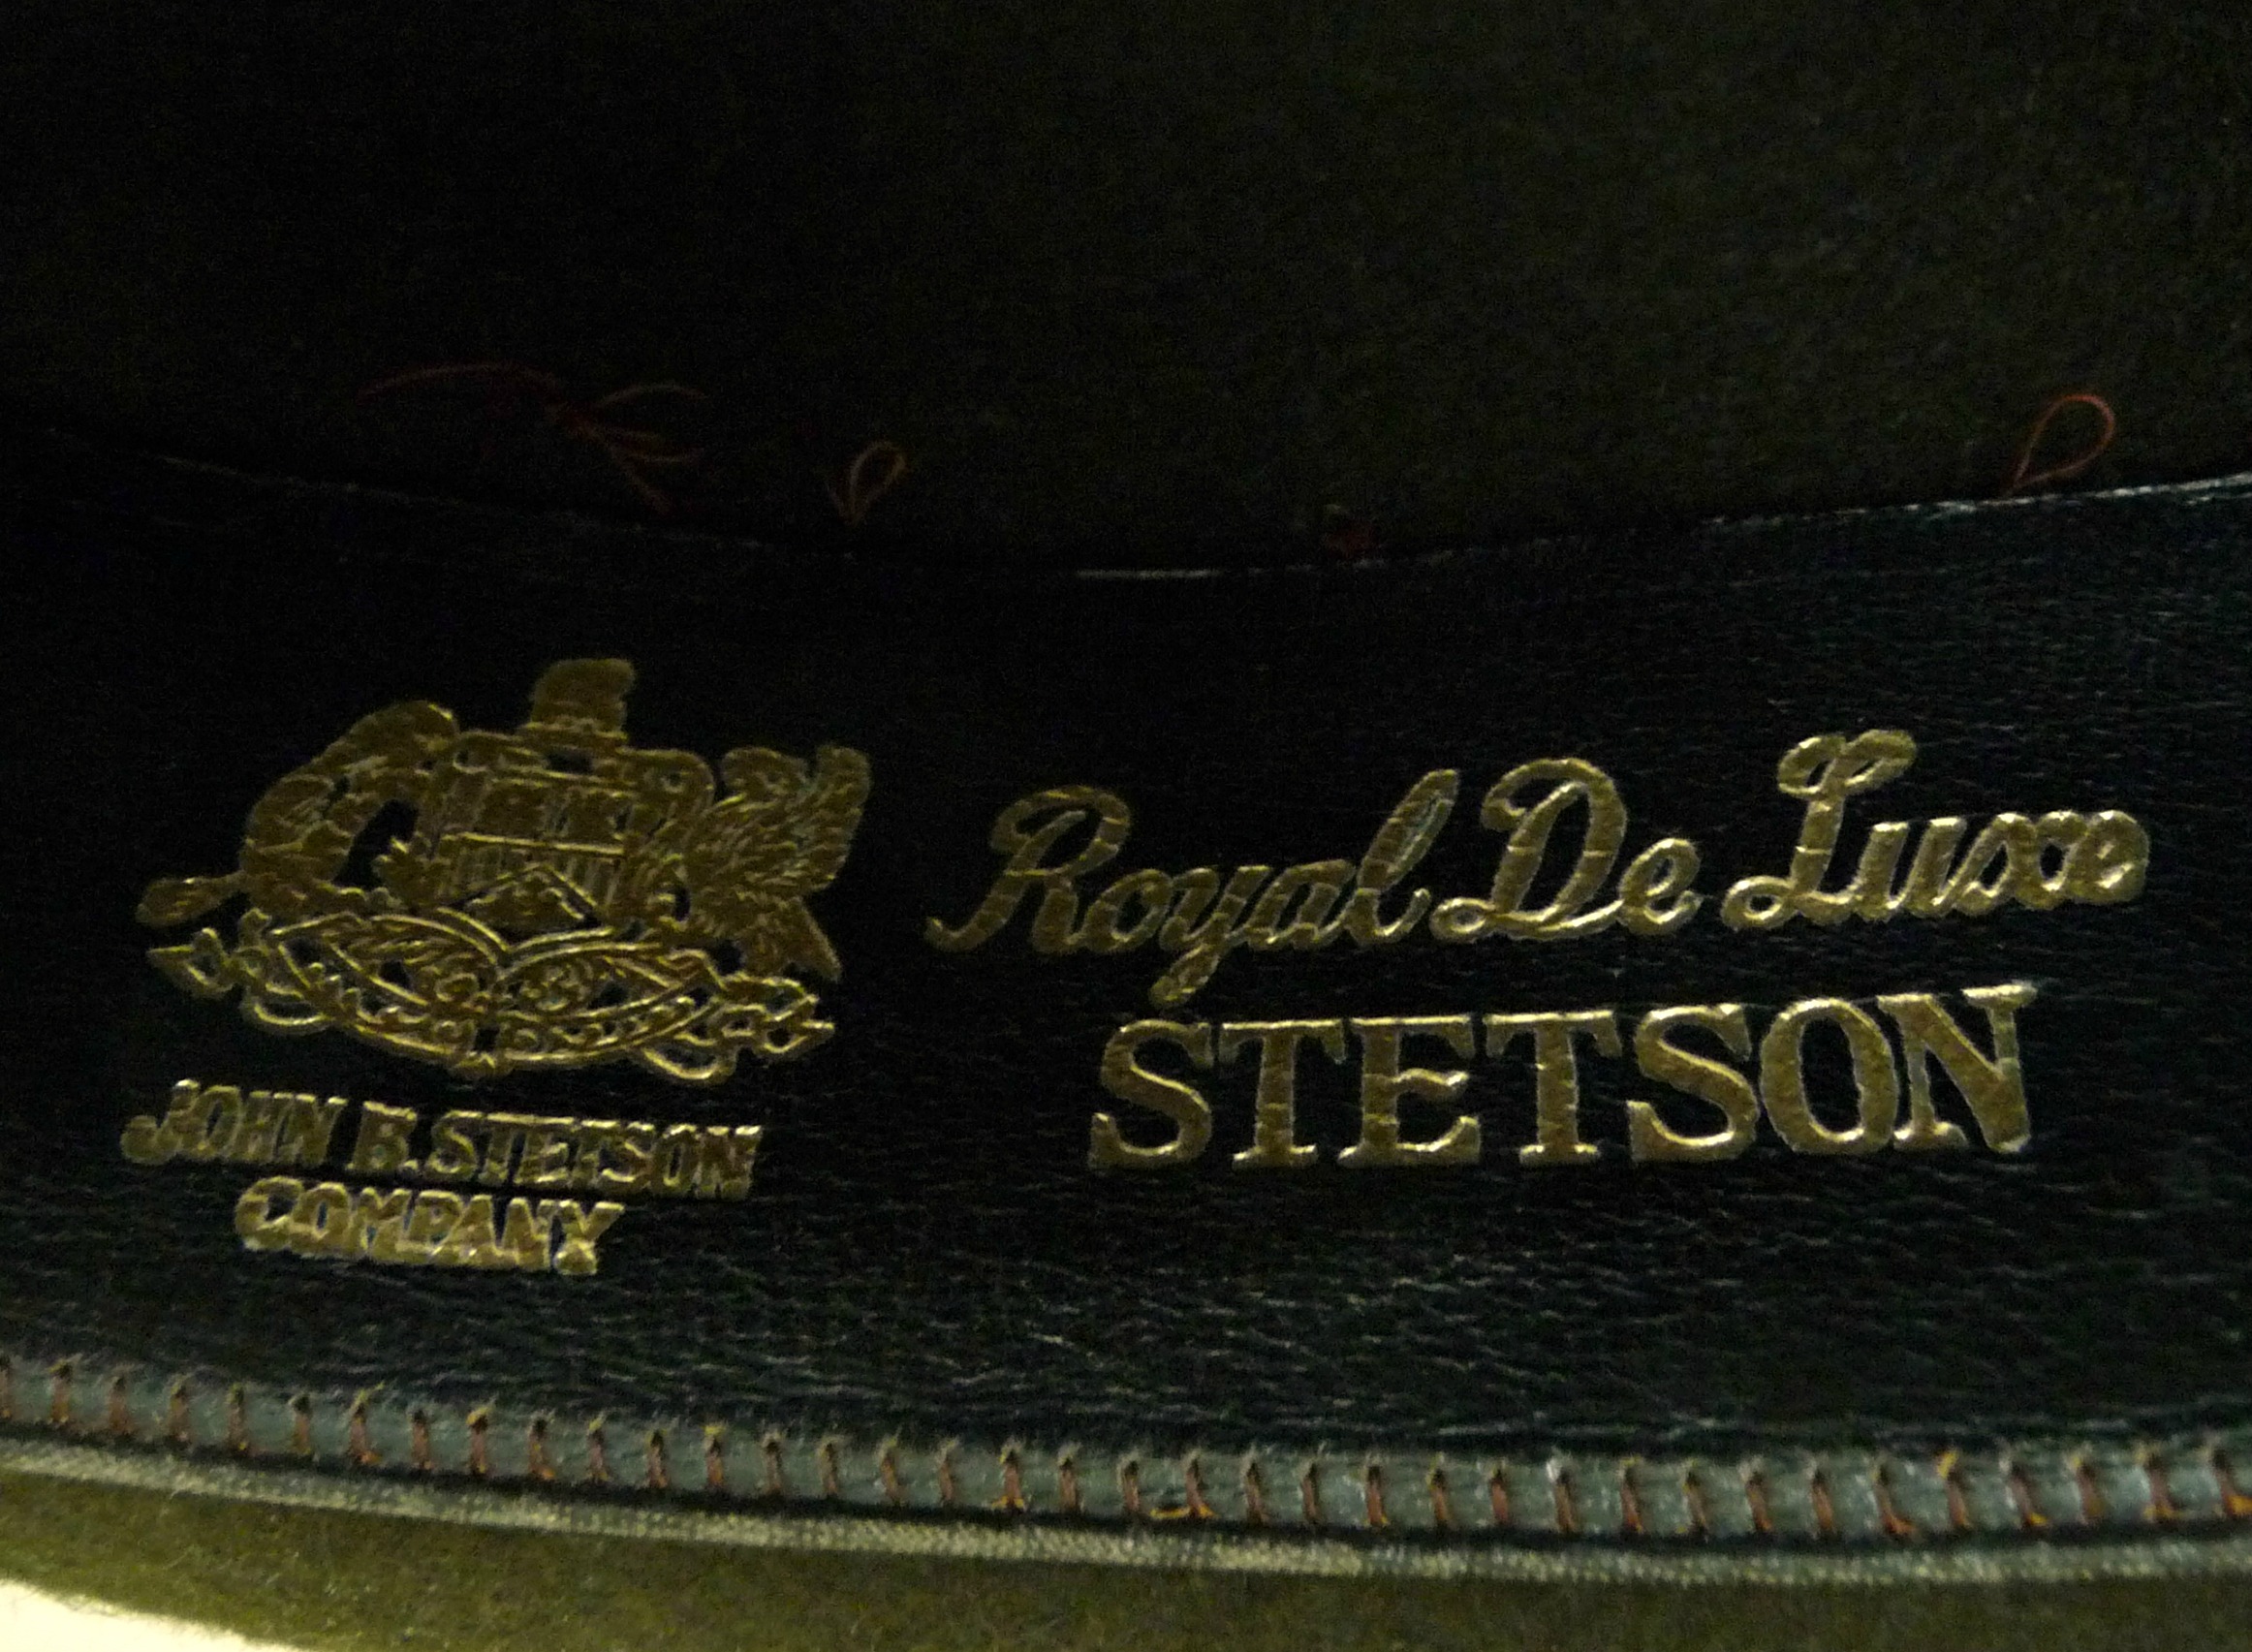 JOHN B. STETSON
COMPANY
Royal De Luxe
STETSON